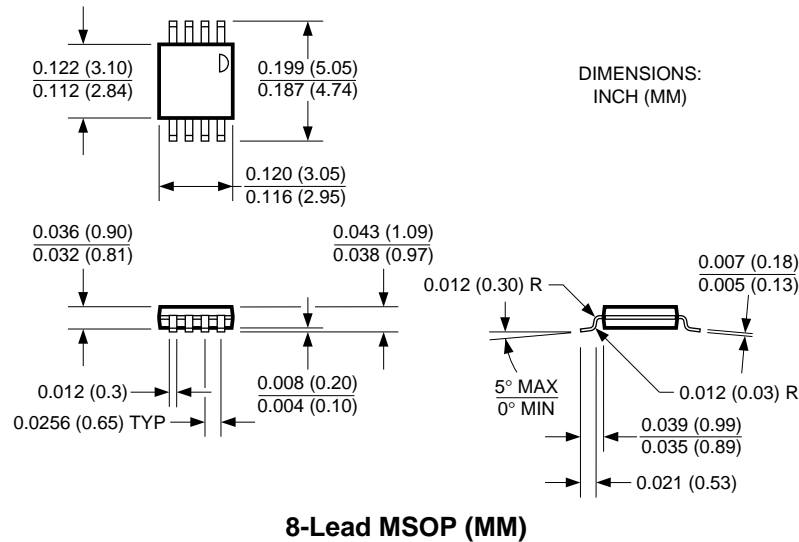 0.122 (3.10)
0.112 (2.84)
0.199 (5.05)
0.187 (4.74)
DIMENSIONS:
INCH (MM)
0.120 (3.05)
0.116 (2.95)
0.036 (0.90)
0.032 (0.81)
0.043 (1.09)
0.038 (0.97)
0.007 (0.18)
0.005 (0.13)
0.012 (0.30) R
0.012 (0.3)
0.008 (0.20)
0.004 (0.10)
5° MAX
0° MIN
0.012 (0.03) R
0.0256 (0.65) TYP
0.039 (0.99)
0.035 (0.89)
0.021 (0.53)
8-Lead MSOP (MM)